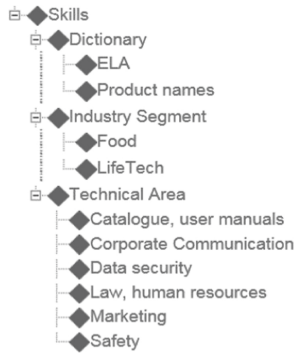 Skills
Dictionary
ELA
Product names
Industry Segment
Food
LifeTech
Technical Area
Catalogue, user manuals
Corporate Communication
Data security
Law, human resources
Marketing
Safety